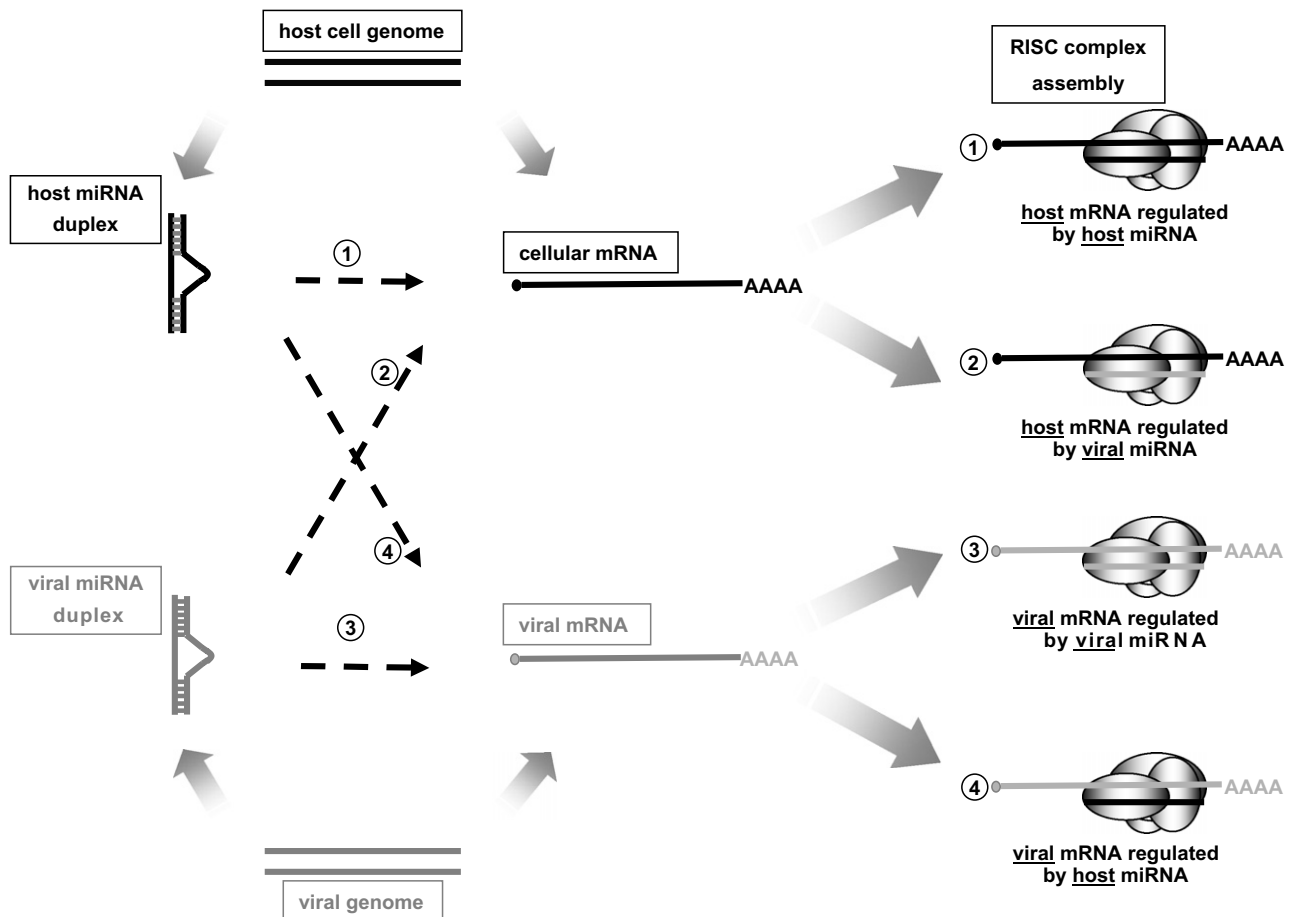 host cell genome
RISC complex
assembly
1
AAAA
host mRNA regulated
by host miRNA
host miRNA
duplex
1
cellular mRNA
AAAA
2
2
AAAA
host mRNA regulated
by viral miRNA
4
3
AAAA
viral mRNA regulated
by viral miRNA
viral miRNA
duplex
3
viral mRNA
AAAA
4
AAAA
viral mRNA regulated
by host miRNA
viral genome